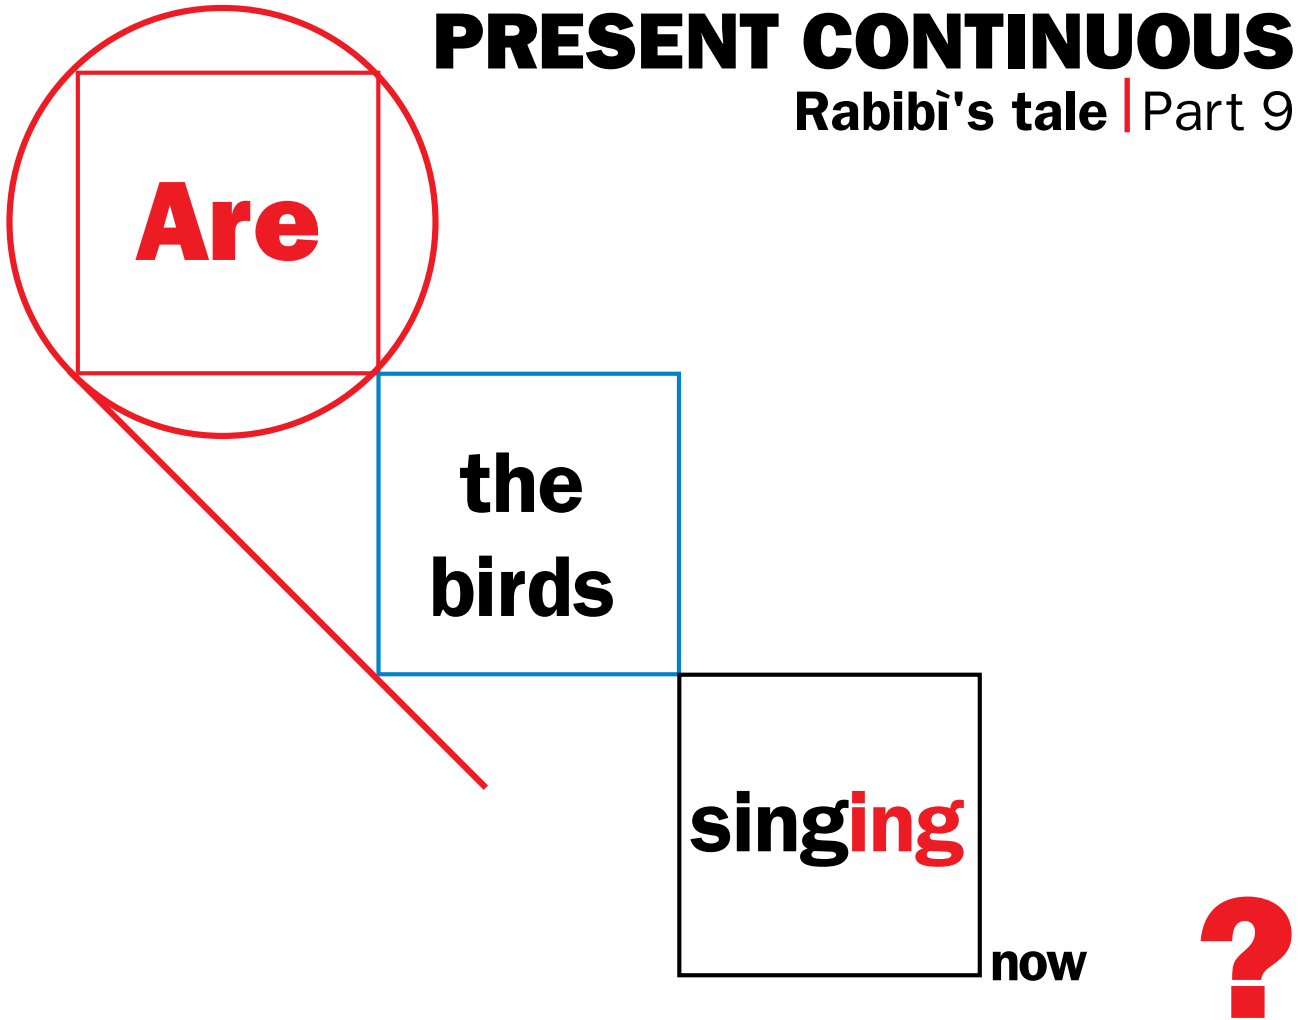 PRESENT CONTINUOUS
Rabibì's tale | Part 9
Are
the
birds
singing
now
?